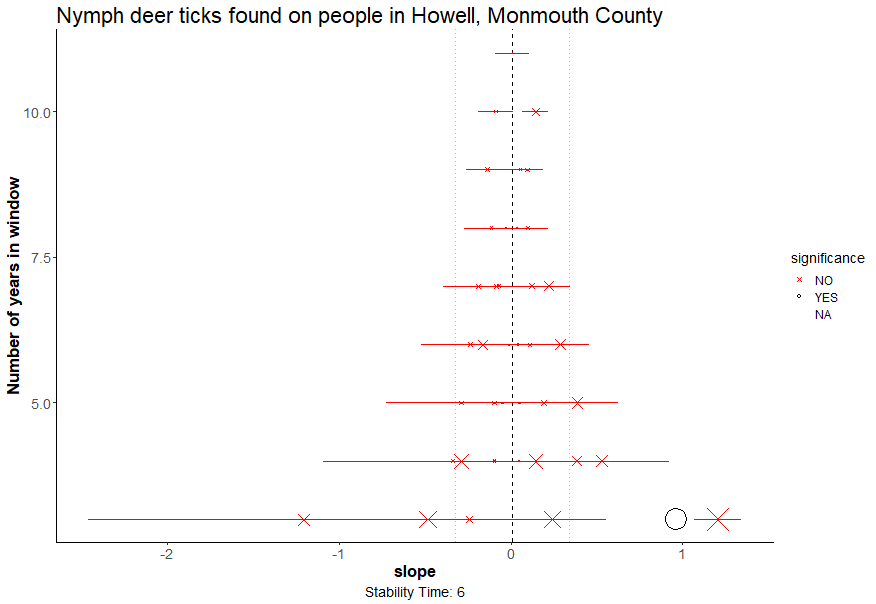 Nymph deer ticks found on people in Howell, Monmouth County
Number of years in window
10.0
7.5
5.0
-2
-1
0
1
slope
Stability Time: 6
significance
NO
YES
NA